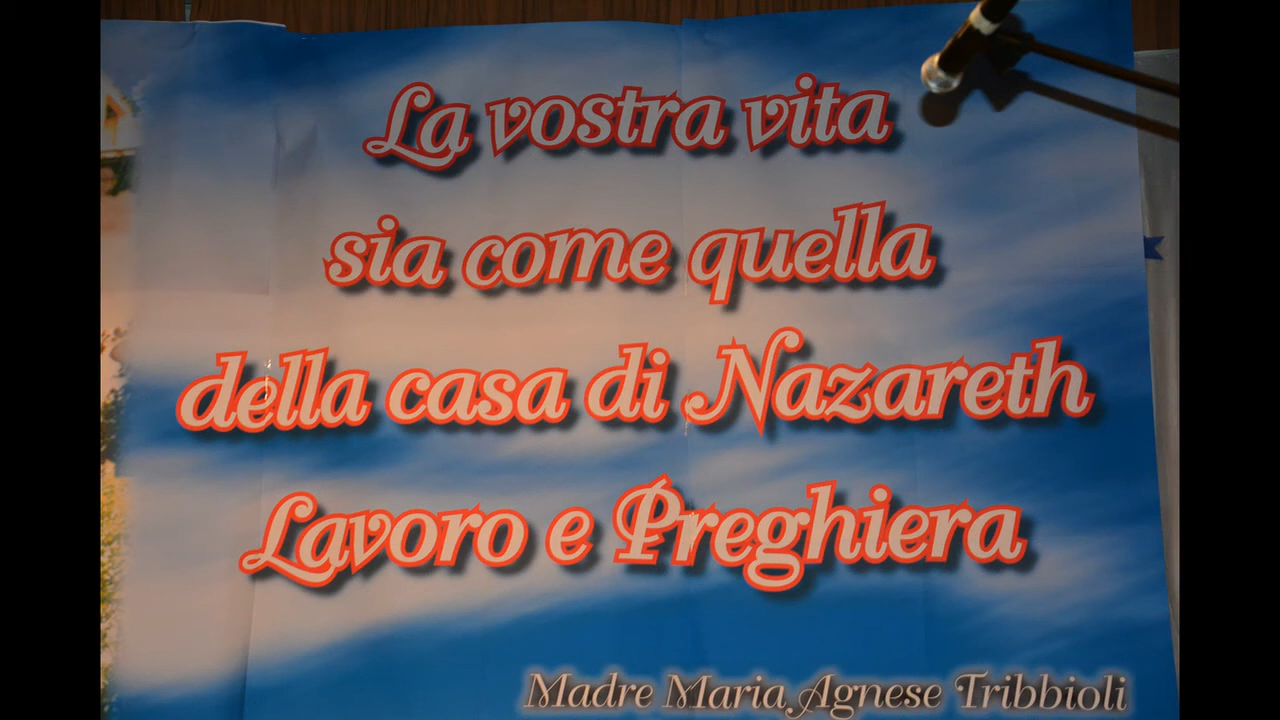 La vostra vita
sia come quella
della casa di Nazareth
Lavoro e Preghiera
Madre Maria Agnese Tribbioli